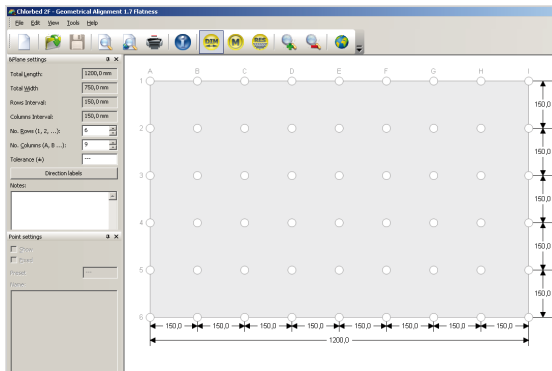 Chlorbed 2F - Geometrical Alignment 1.7 Flatness
File Edit View Tools Help
DIM M RES
Plane settings
Total Length: 1200,0 mm
Total Width 750,0 mm
Rows Interval: 150,0 mm
Columns Interval: 150,0 mm
No. Rows (1, 2, ...): 6
No. Columns (A, B ...): 9
Tolerance (±) ---
Direction labels
Notes:
Point settings
Show
Fixed
Preset ---
Name:
A B C D E F G H I
1
150,0
2
150,0
3
150,0
4
150,0
5
150,0
6
150,0 150,0 150,0 150,0 150,0 150,0 150,0 150,0
1200,0